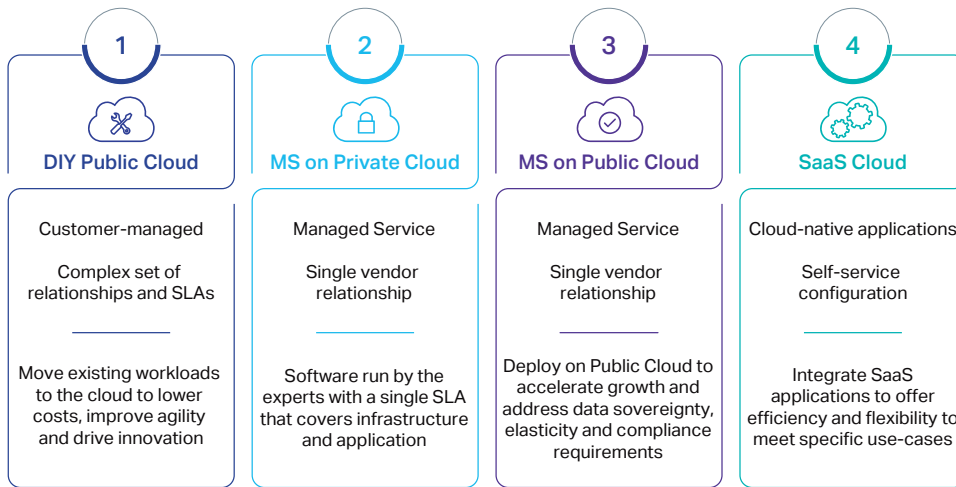 1
DIY Public Cloud
Customer-managed
Complex set of
relationships and SLAs
Move existing workloads
to the cloud to lower
costs, improve agility
and drive innovation
2
MS on Private Cloud
Managed Service
Single vendor
relationship
Software run by the
experts with a single SLA
that covers infrastructure
and application
3
MS on Public Cloud
Managed Service
Single vendor
relationship
Deploy on Public Cloud to
accelerate growth and
address data sovereignty,
elasticity and compliance
requirements
4
SaaS Cloud
Cloud-native applications
Self-service
configuration
Integrate SaaS
applications to offer
efficiency and flexibility to
meet specific use-cases